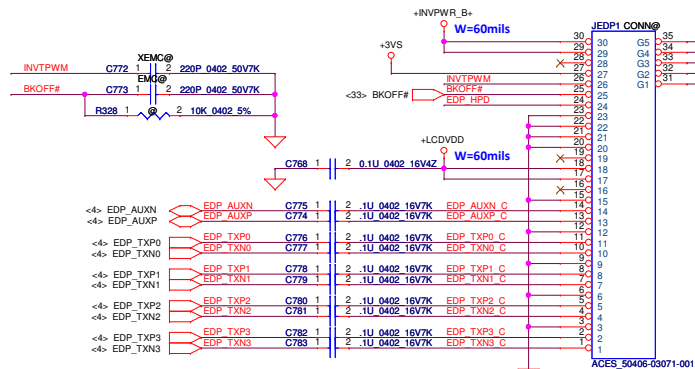 +INVPWR_B+
W=60mils
JEDP1 CONN@
+3VS
XEMC@
INVTPWM C772 1 2 220P_0402_50V7K
EMC@
BKOFF# C773 1 2 220P_0402_50V7K
@
R328 1 2 10K_0402_5%
INVTPWM
<33> BKOFF# BKOFF#
EDP_HPD
+LCDVDD
W=60mils
C768 1 2 0.1U_0402_16V4Z
<4> EDP_AUXN EDP_AUXN C775 1 2 .1U_0402_16V7K EDP_AUXN_C
<4> EDP_AUXP EDP_AUXP C774 1 2 .1U_0402_16V7K EDP_AUXP_C
<4> EDP_TXP0 EDP_TXP0 C776 1 2 .1U_0402_16V7K EDP_TXP0_C
<4> EDP_TXN0 EDP_TXN0 C777 1 2 .1U_0402_16V7K EDP_TXN0_C
<4> EDP_TXP1 EDP_TXP1 C778 1 2 .1U_0402_16V7K EDP_TXP1_C
<4> EDP_TXN1 EDP_TXN1 C779 1 2 .1U_0402_16V7K EDP_TXN1_C
<4> EDP_TXP2 EDP_TXP2 C780 1 2 .1U_0402_16V7K EDP_TXP2_C
<4> EDP_TXN2 EDP_TXN2 C781 1 2 .1U_0402_16V7K EDP_TXN2_C
<4> EDP_TXP3 EDP_TXP3 C782 1 2 .1U_0402_16V7K EDP_TXP3_C
<4> EDP_TXN3 EDP_TXN3 C783 1 2 .1U_0402_16V7K EDP_TXN3_C
30 30 G5 35
29 29 G4 34
28 28 G3 33
27 27 G2 32
26 26 G1 31
25 25
24 24
23 23
22 22
21 21
20 20
19 19
18 18
17 17
16 16
15 15
14 14
13 13
12 12
11 11
10 10
9 9
8 8
7 7
6 6
5 5
4 4
3 3
2 2
1 1
ACES_50406-03071-001